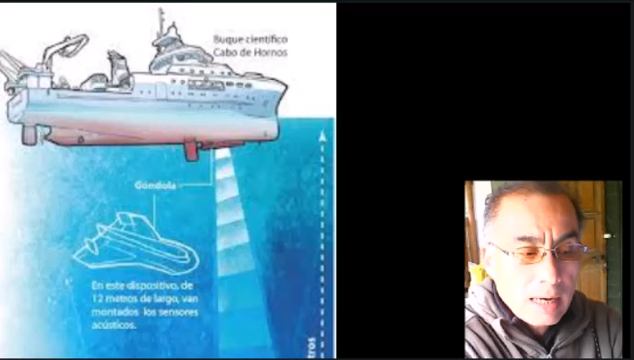 Buque científico
Cabo de Hornos
Góndola
En este dispositivo, de
12 metros de largo, van
montados los sensores
acústicos.
tros